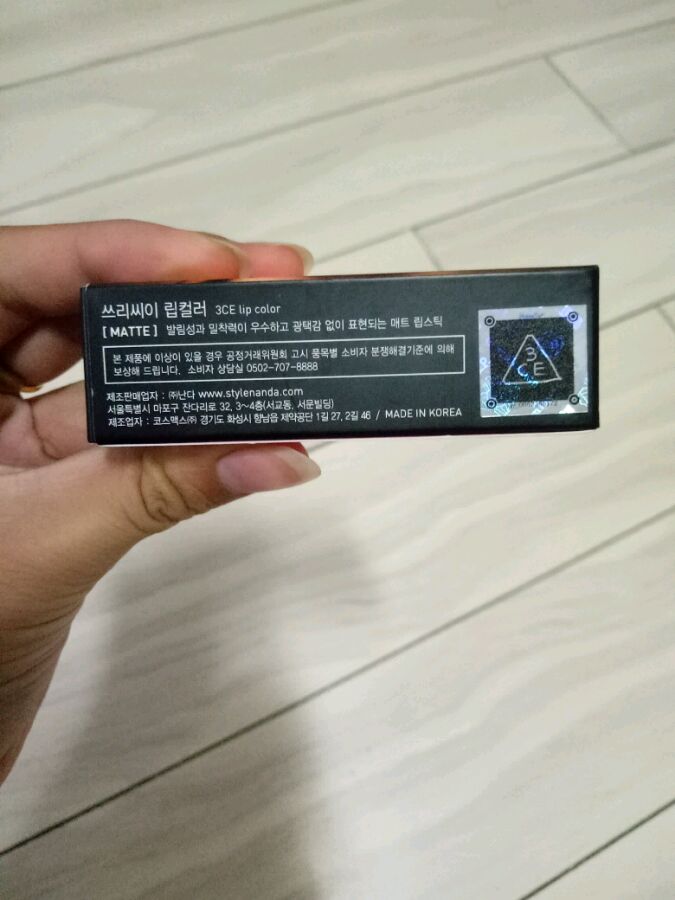 쓰리씨이 립컬러 3CE lip color
[ MATTE ] 발림성과 밀착력이 우수하고 광택감 없이 표현되는 매트 립스틱
본 제품에 이상이 있을 경우 공정거래위원회 고시 품목별 소비자 분쟁해결기준에 의해
보상해 드립니다. 소비자 상담실 0502-707-8888
제조판매업자 : ㈜난다 www.stylenanda.com
서울특별시 마포구 잔다리로 32, 3~4층(서교동, 서문빌딩)
제조업자 : 코스맥스㈜ 경기도 화성시 향남읍 제약공단 1길 27, 2길 46 / MADE IN KOREA
3
CE